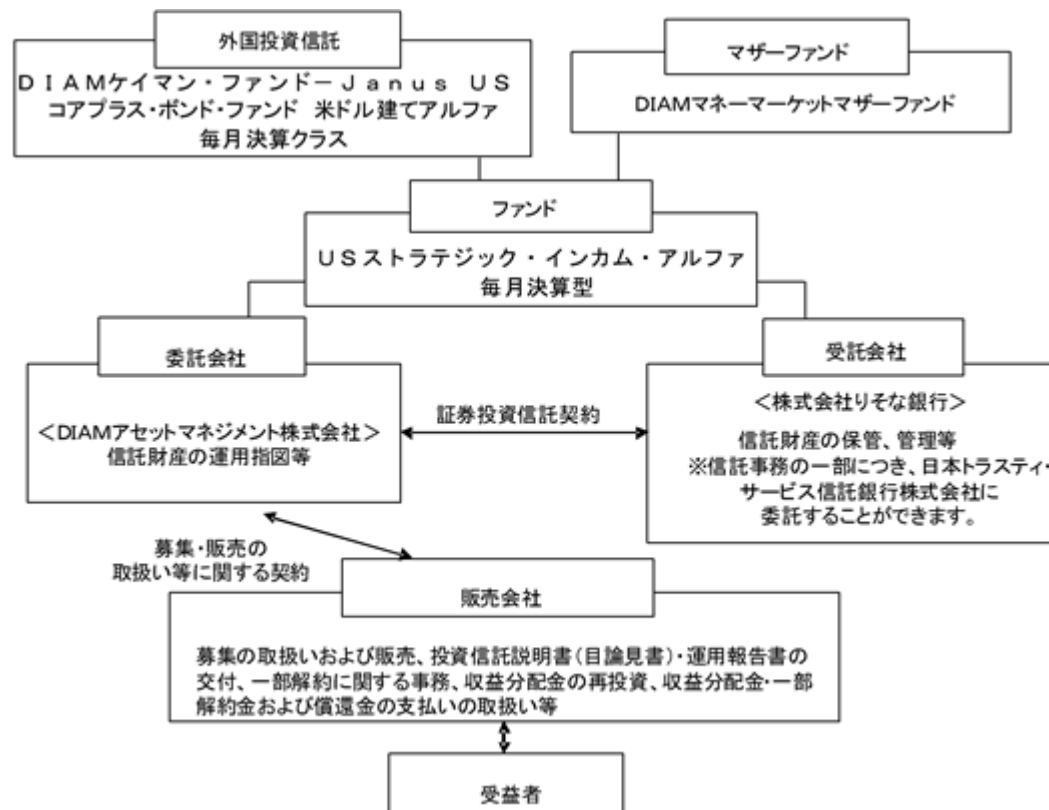 外国投資信託
DIAMケイマン・ファンド－Janus US
コアプラス・ボンド・ファンド 米ドル建てアルファ
毎月決算クラス
マザーファンド
DIAMマネーマーケットマザーファンド
ファンド
USストラテジック・インカム・アルファ
毎月決算型
委託会社
＜DIAMアセットマネジメント株式会社＞
信託財産の運用指図等
証券投資信託契約
受託会社
＜株式会社りそな銀行＞
信託財産の保管、管理等
※信託事務の一部につき、日本トラスティ・
サービス信託銀行株式会社に
委託することができます。
募集・販売の
取扱い等に関する契約
販売会社
募集の取扱いおよび販売、投資信託説明書（目論見書）・運用報告書の
交付、一部解約に関する事務、収益分配金の再投資、収益分配金・一部
解約金および償還金の支払いの取扱い等
受益者